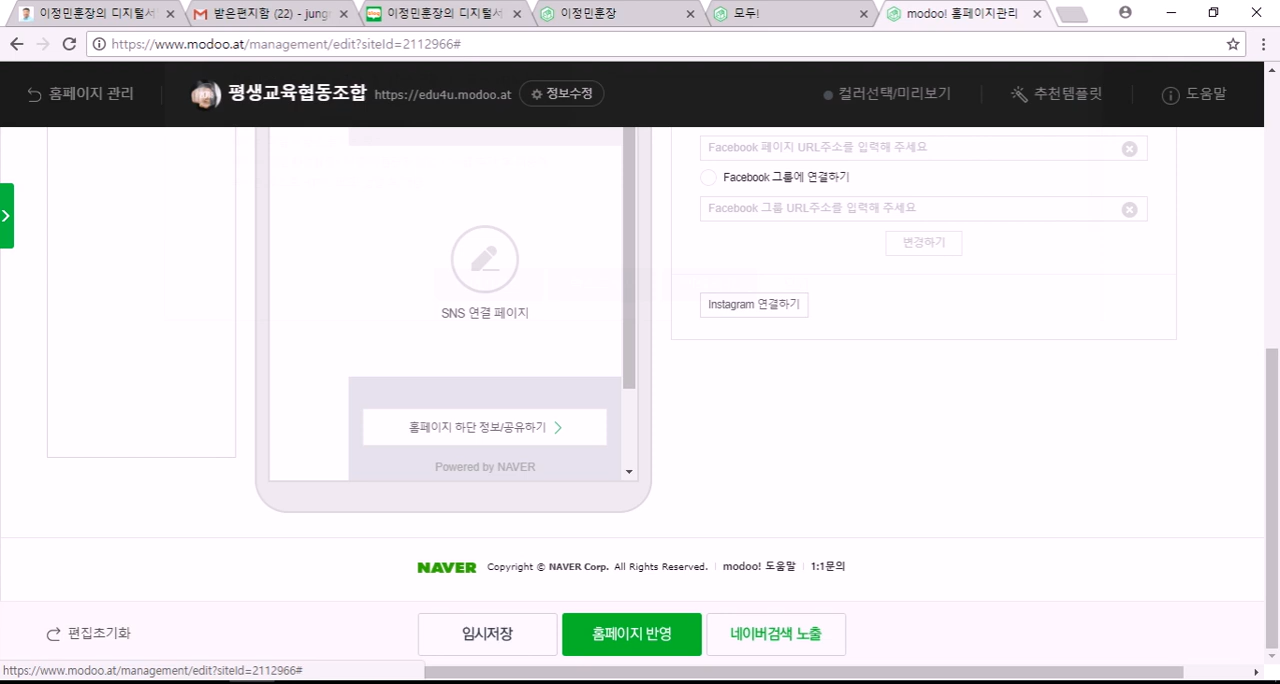 이정민훈장의 디지털서
받은편지함 (22) - jung
이정민훈장의 디지털서
이정민훈장
모두!
modoo! 홈페이지관리
https://www.modoo.at/management/edit?siteId=2112966#
홈페이지 관리
평생교육협동조합 https://edu4u.modoo.at 정보수정
컬러선택/미리보기
추천템플릿
도움말
Facebook 페이지 URL주소를 입력해 주세요
Facebook 그룹에 연결하기
Facebook 그룹 URL주소를 입력해 주세요
변경하기
Instagram 연결하기
SNS 연결 페이지
홈페이지 하단 정보/공유하기
Powered by NAVER
NAVER Copyright © NAVER Corp. All Rights Reserved. modoo! 도움말 1:1문의
편집초기화
임시저장
홈페이지 반영
네이버검색 노출
https://www.modoo.at/management/edit?siteId=2112966#